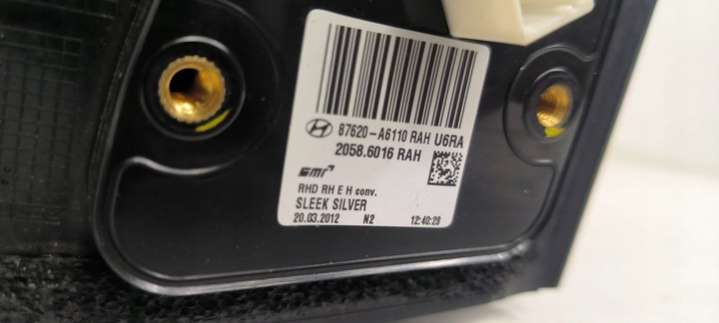 87620-A6110 RAH U6RA
2058.6016 RAH
SMR
RHD RH E H conv.
SLEEK SILVER
20.03.2012 N2 12:40:28